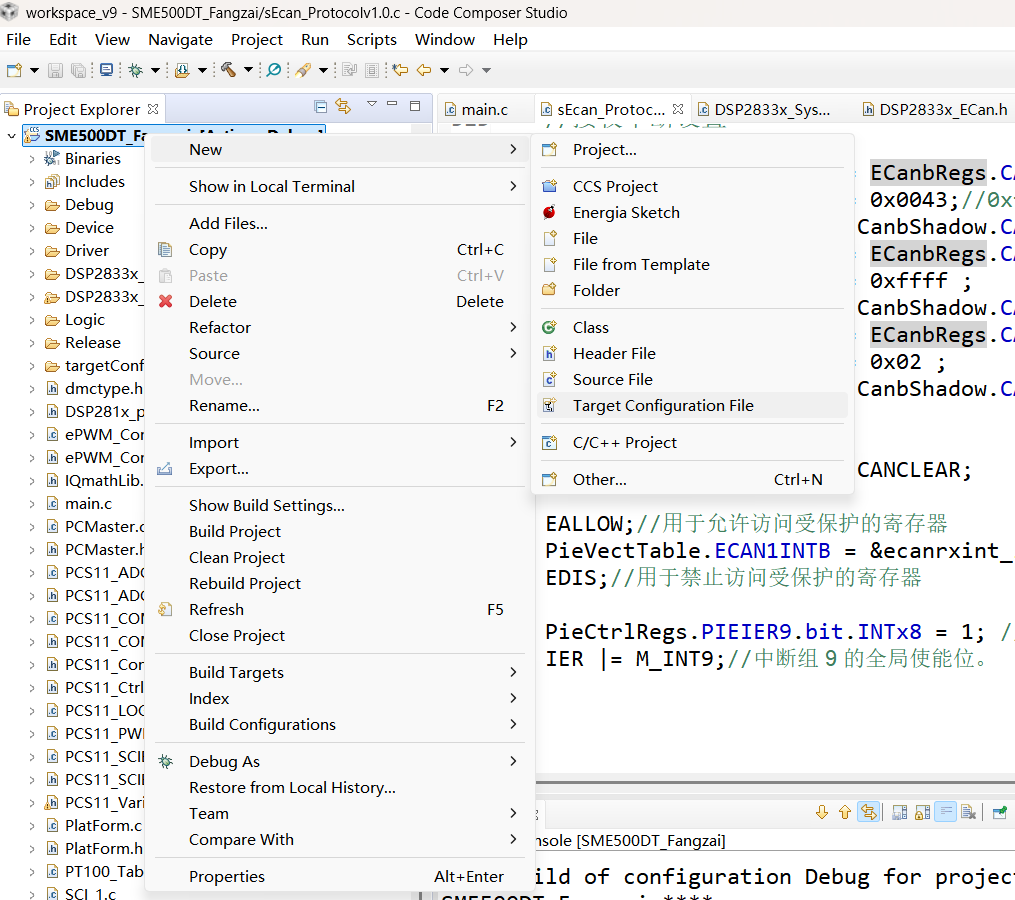 workspace_v9 - SME500DT_Fangzai/sEcan_Protocolv1.0.c - Code Composer Studio
File Edit View Navigate Project Run Scripts Window Help
Project Explorer
main.c
sEcan_Protoc...
DSP2833x_Sys...
DSP2833x_ECan.h
Binaries
Includes
Debug
Device
Driver
DSP2833x_
DSP2833x_
Logic
Release
targetConf
dmctype.h
DSP281x_p
ePWM_Cor
ePWM_Cor
IQmathLib.
main.c
PCMaster.c
PCMaster.h
PCS11_ADC
PCS11_ADC
PCS11_COM
PCS11_COM
PCS11_Con
PCS11_Ctrl
PCS11_LOG
PCS11_PWM
PCS11_SCII
PCS11_SCII
PCS11_Vari
PlatForm.c
PlatForm.h
PT100_Tab
SCI_1.c
New
Show in Local Terminal
Add Files...
Copy Ctrl+C
Paste Ctrl+V
Delete Delete
Refactor
Source
Move...
Rename... F2
Import
Export...
Show Build Settings...
Build Project
Clean Project
Rebuild Project
Refresh F5
Close Project
Build Targets
Index
Build Configurations
Debug As
Restore from Local History...
Team
Compare With
Properties Alt+Enter
Project...
CCS Project
Energia Sketch
File
File from Template
Folder
Class
Header File
Source File
Target Configuration File
C/C++ Project
Other... Ctrl+N
ECanbRegs.CA
0x0043;//0x
CanbShadow.CA
ECanbRegs.CA
0xffff ;
CanbShadow.CA
ECanbRegs.CA
0x02 ;
CanbShadow.CA
CANCLEAR;
EALLOW;//用于允许访问受保护的寄存器
PieVectTable.ECAN1INTB = &ecanrxint_
EDIS;//用于禁止访问受保护的寄存器
PieCtrlRegs.PIEIER9.bit.INTx8 = 1; /
IER |= M_INT9;//中断组9的全局使能位。
nsole [SME500DT_Fangzai]
ild of configuration Debug for project